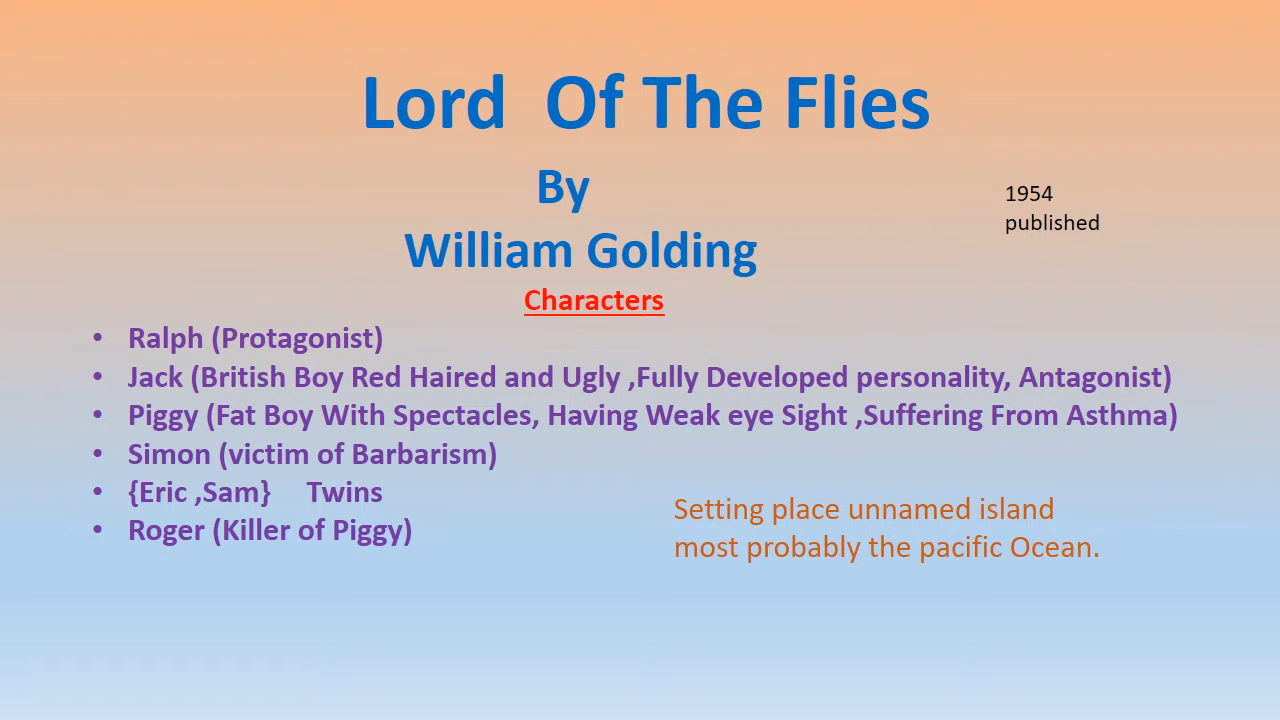 Lord Of The Flies
By
1954
published
William Golding
Characters
• Ralph (Protagonist)
• Jack (British Boy Red Haired and Ugly ,Fully Developed personality, Antagonist)
• Piggy (Fat Boy With Spectacles, Having Weak eye Sight ,Suffering From Asthma)
• Simon (victim of Barbarism)
• {Eric ,Sam} Twins
• Roger (Killer of Piggy)
Setting place unnamed island
most probably the pacific Ocean.